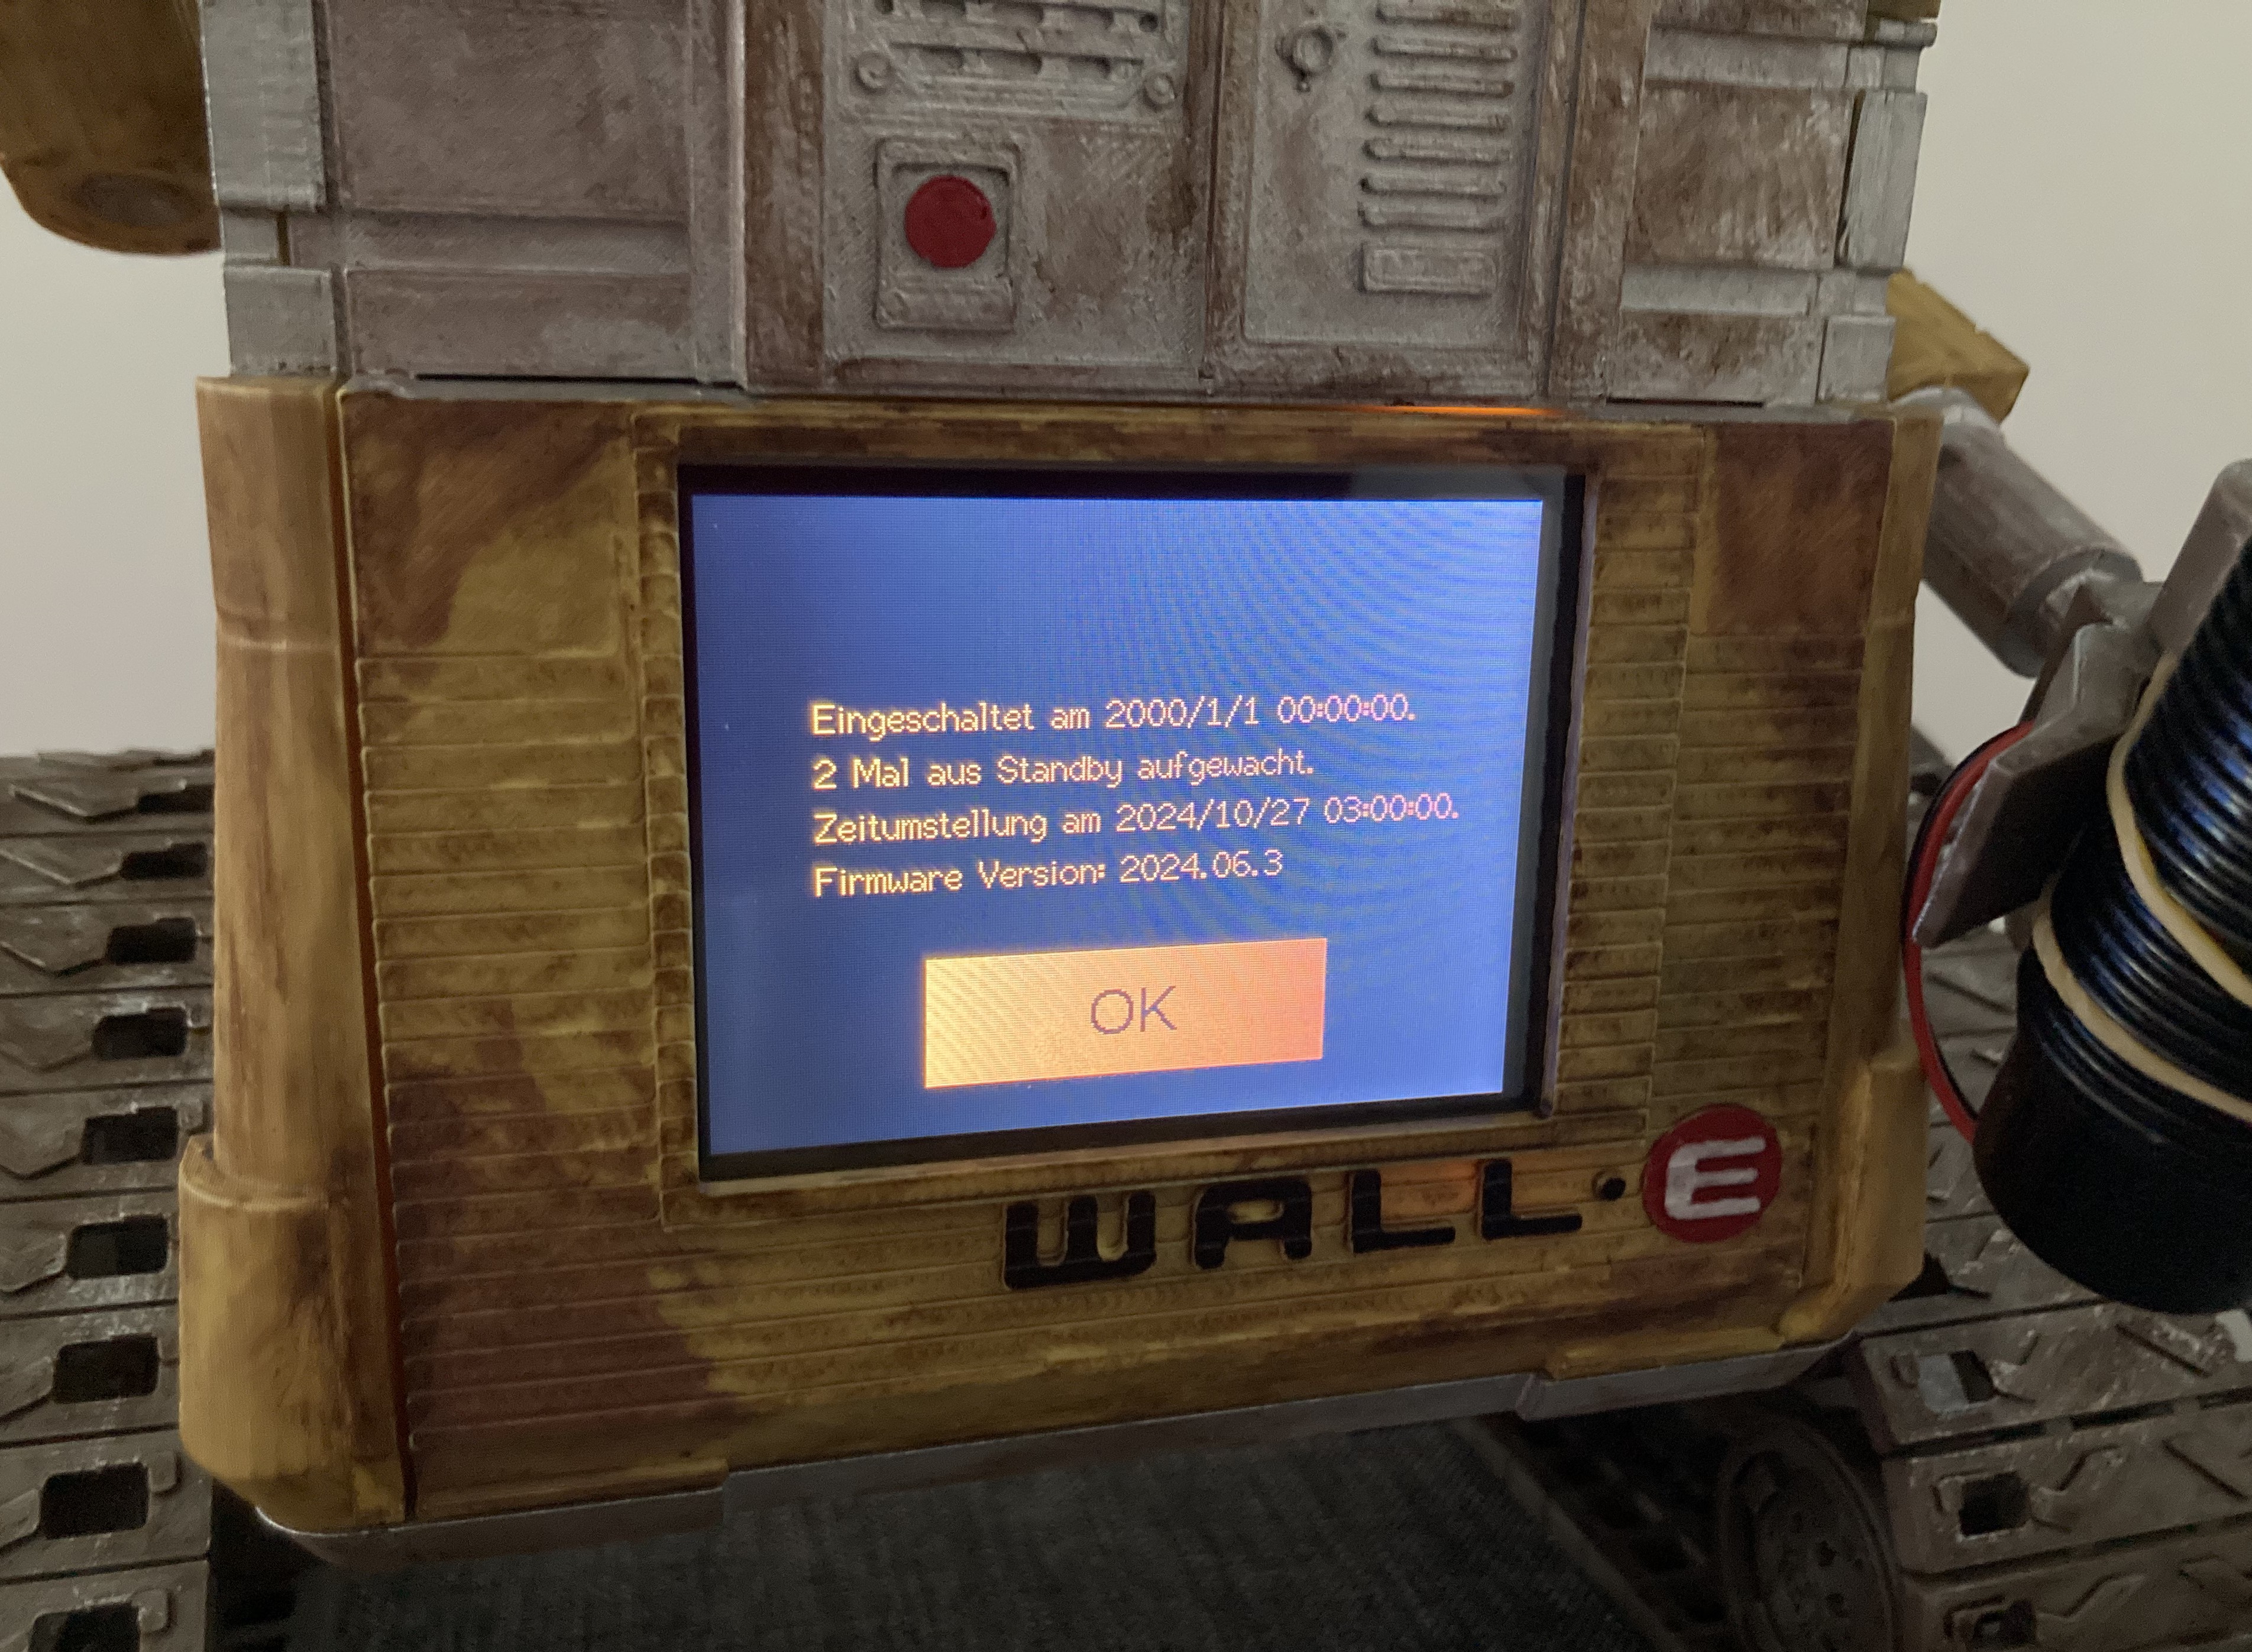 Eingeschaltet am 2000/1/1 00:00:00.
2 Mal aus Standby aufgewacht.
Zeitumstellung am 2024/10/27 03:00:00.
Firmware Version: 2024.06.3
OK
WALL•E